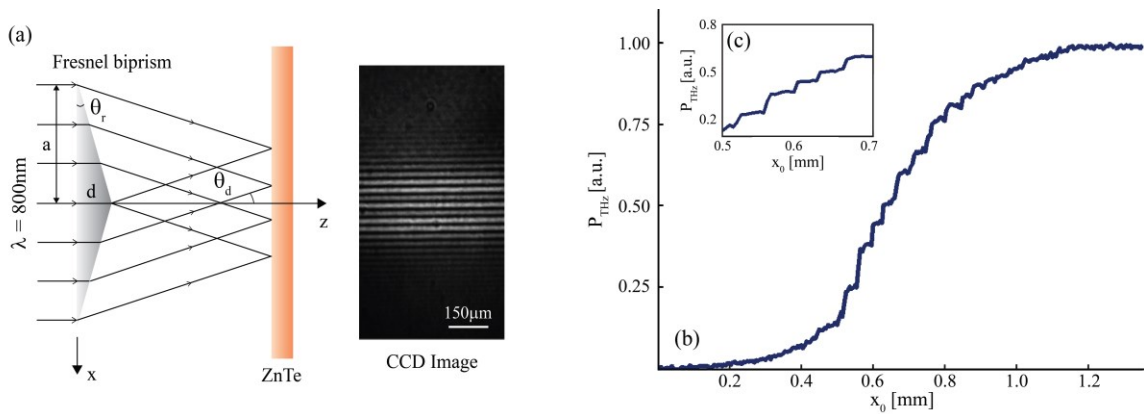 (a)
Fresnel biprism
θr
a
d
θd
λ = 800nm
z
x
ZnTe
150μm
CCD Image
(c)
PTHz [a.u.]
0.8
0.5
0.2
0.5
0.6
0.7
x0 [mm]
(b)
PTHz [a.u.]
1.00
0.75
0.50
0.25
0.2
0.4
0.6
0.8
1.0
1.2
x0 [mm]